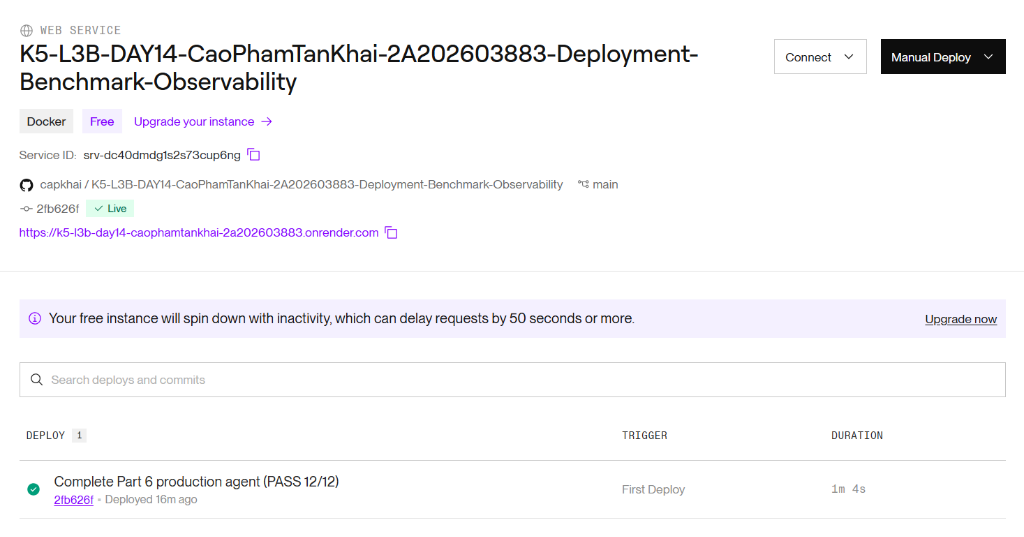 WEB SERVICE
K5-L3B-DAY14-CaoPhamTanKhai-2A202603883-Deployment-
Benchmark-Observability
Connect
Manual Deploy
Docker Free Upgrade your instance →
Service ID: srv-dc40dmdg1s2s73cup6ng
capkhai / K5-L3B-DAY14-CaoPhamTanKhai-2A202603883-Deployment-Benchmark-Observability main
2fb626f Live
https://k5-l3b-day14-caophamtankhai-2a202603883.onrender.com
Your free instance will spin down with inactivity, which can delay requests by 50 seconds or more. Upgrade now
Search deploys and commits
DEPLOY 1 TRIGGER DURATION
Complete Part 6 production agent (PASS 12/12)
2fb626f • Deployed 16m ago
First Deploy
1m 4s